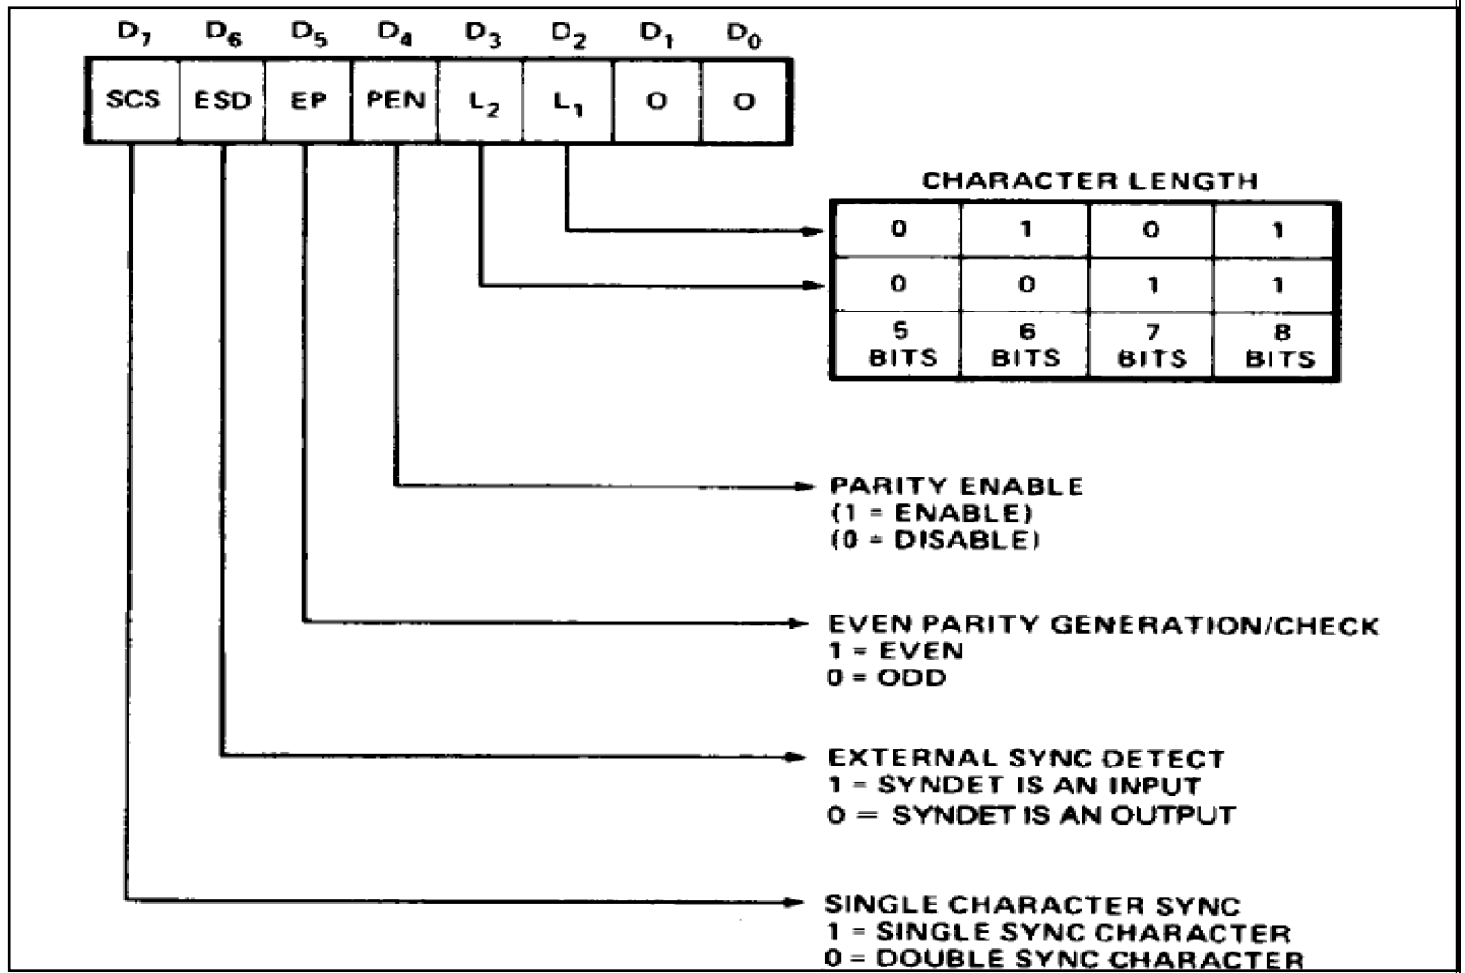 D7 D6 D5 D4 D3 D2 D1 D0
SCS ESD EP PEN L2 L1 0 0
CHARACTER LENGTH
0 1 0 1
0 0 1 1
5 BITS 6 BITS 7 BITS 8 BITS
PARITY ENABLE
(1 = ENABLE)
(0 = DISABLE)
EVEN PARITY GENERATION/CHECK
1 = EVEN
0 = ODD
EXTERNAL SYNC DETECT
1 = SYNDET IS AN INPUT
0 = SYNDET IS AN OUTPUT
SINGLE CHARACTER SYNC
1 = SINGLE SYNC CHARACTER
0 = DOUBLE SYNC CHARACTER